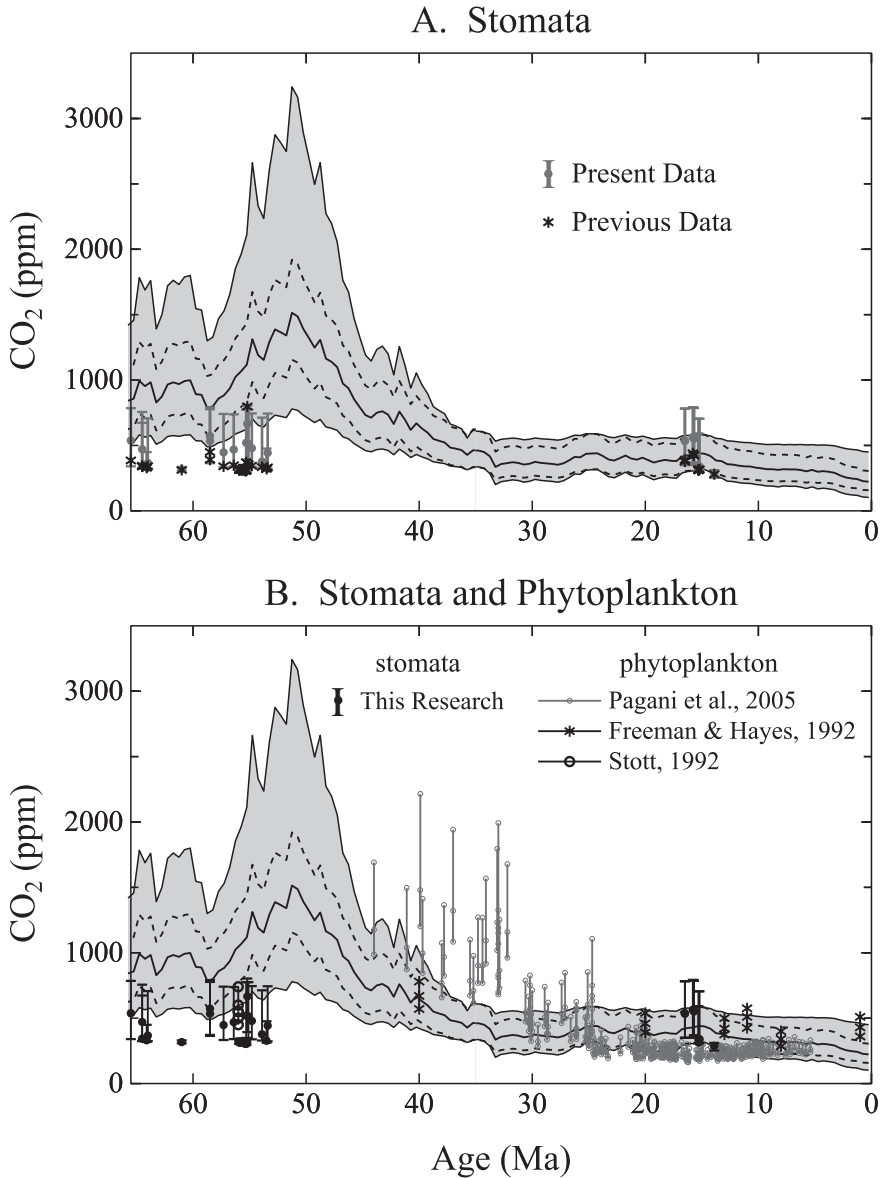 A. Stomata
3000
2000
1000
0
CO2 (ppm)
Present Data
Previous Data
60 50 40 30 20 10 0
B. Stomata and Phytoplankton
stomata
This Research
phytoplankton
Pagani et al., 2005
Freeman & Hayes, 1992
Stott, 1992
3000
2000
1000
0
CO2 (ppm)
60 50 40 30 20 10 0
Age (Ma)